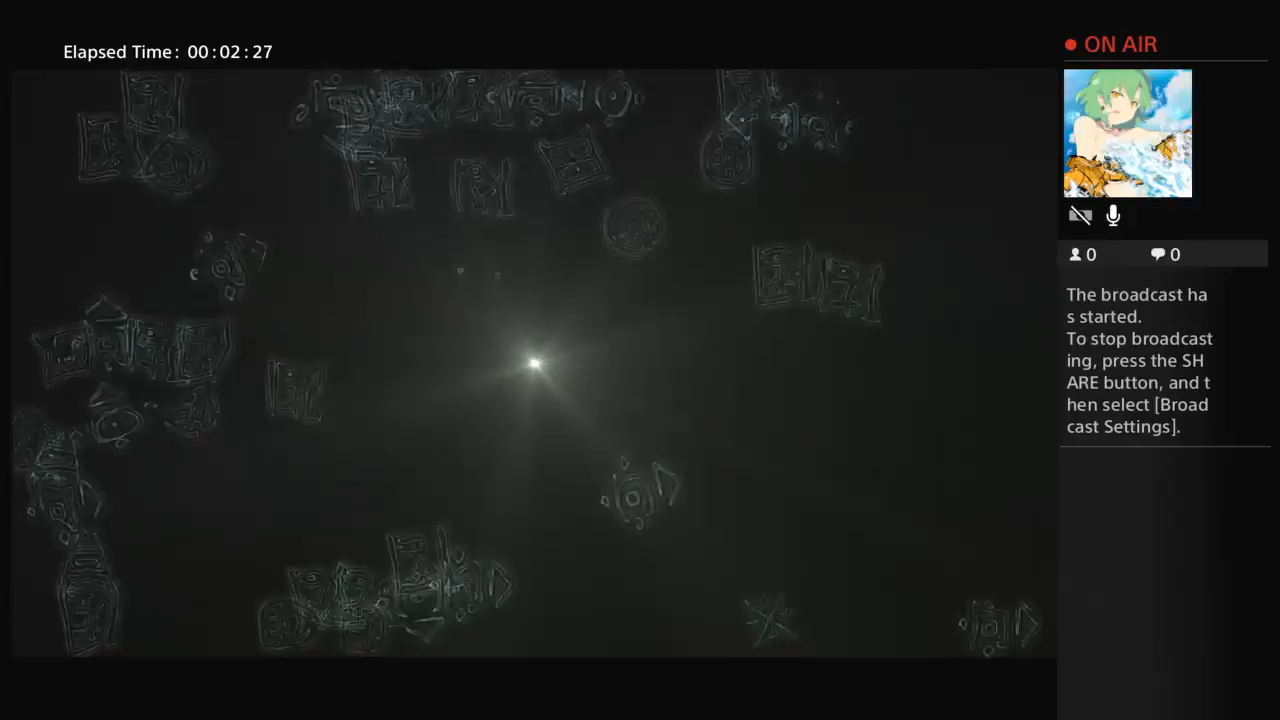 Elapsed Time: 00:02:27
ON AIR
0 0
The broadcast ha
s started.
To stop broadcast
ing, press the SH
ARE button, and t
hen select [Broad
cast Settings].